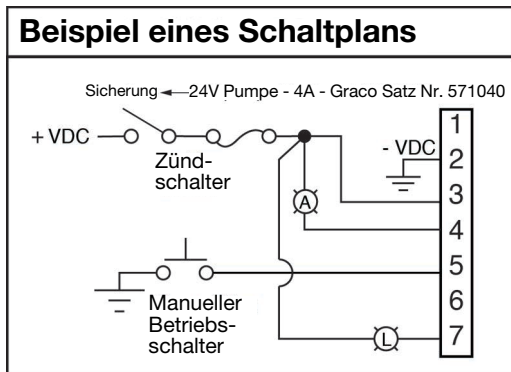 Beispiel eines Schaltplans
Sicherung 24V Pumpe - 4A - Graco Satz Nr. 571040
+ VDC
Zünd-
schalter
- VDC
A
Manueller
Betriebs-
schalter
L
1
2
3
4
5
6
7